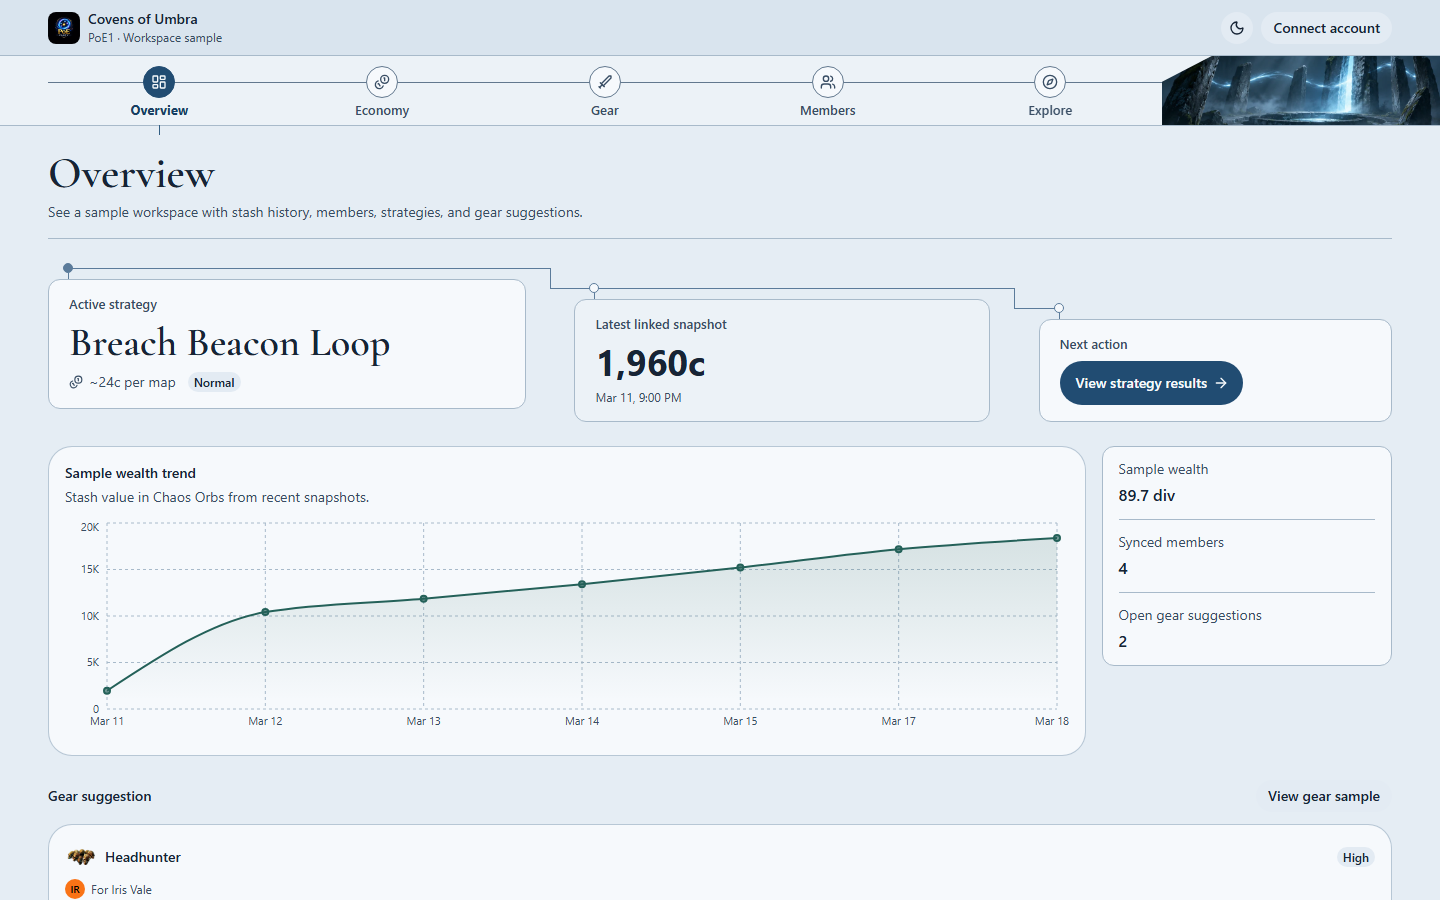 Covens of Umbra
PoE1 · Workspace sample
Connect account
Overview
Economy
Gear
Members
Explore
Overview
See a sample workspace with stash history, members, strategies, and gear suggestions.
Active strategy
Breach Beacon Loop
~24c per map
Normal
Latest linked snapshot
1,960c
Mar 11, 9:00 PM
Next action
View strategy results
Sample wealth trend
Stash value in Chaos Orbs from recent snapshots.
20K
15K
10K
5K
0
Mar 11
Mar 12
Mar 13
Mar 14
Mar 15
Mar 17
Mar 18
Sample wealth
89.7 div
Synced members
4
Open gear suggestions
2
Gear suggestion
View gear sample
Headhunter
High
IR
For Iris Vale